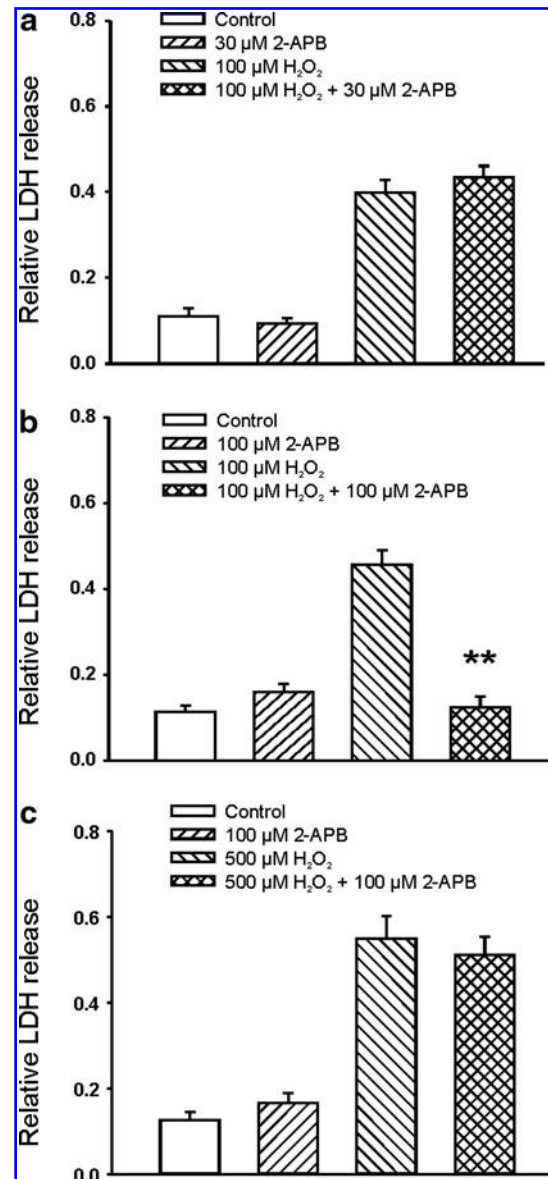 a
Control
30 µM 2-APB
100 µM H₂O₂
100 µM H₂O₂ + 30 µM 2-APB
Relative LDH release
0.8
0.6
0.4
0.2
0.0
b
Control
100 µM 2-APB
100 µM H₂O₂
100 µM H₂O₂ + 100 µM 2-APB
Relative LDH release
0.8
0.6
0.4
0.2
0.0
**
c
Control
100 µM 2-APB
500 µM H₂O₂
500 µM H₂O₂ + 100 µM 2-APB
Relative LDH release
0.8
0.6
0.4
0.2
0.0